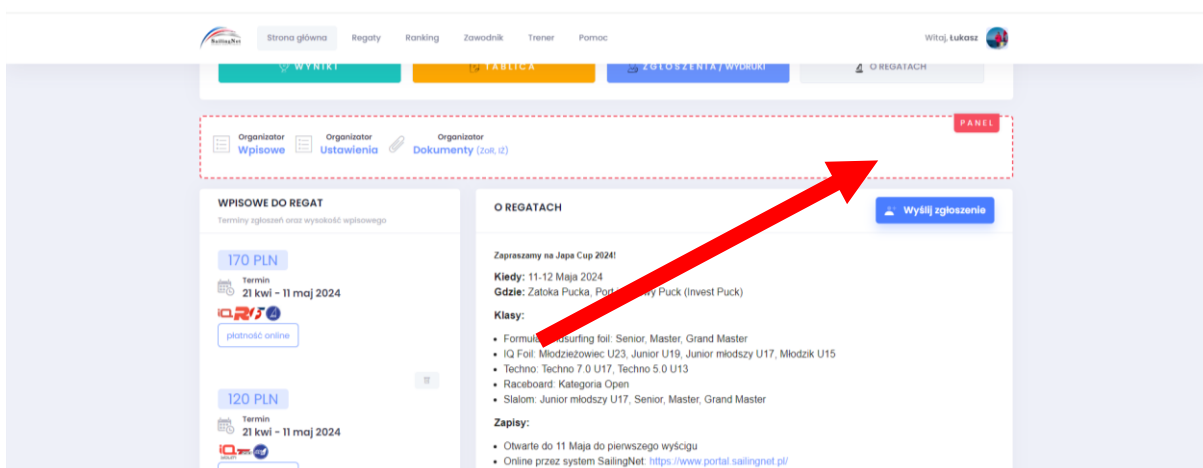 SailingNet Strona główna Regaty Ranking Zawodnik Trener Pomoc Witaj, Łukasz
WYNIKI TABLICA ZGŁOSZENIA / WYDRUKI O REGATACH
PANEL
Organizator Organizator Organizator
Wpisowe Ustawienia Dokumenty (ZoR, IŻ)
WPISOWE DO REGAT
Terminy zgłoszeń oraz wysokość wpisowego
170 PLN
Termin
21 kwi - 11 maj 2024
płatność online
120 PLN
Termin
21 kwi - 11 maj 2024
O REGATACH
Wyślij zgłoszenie
Zapraszamy na Japa Cup 2024!
Kiedy: 11-12 Maja 2024
Gdzie: Zatoka Pucka, Port Puck (Invest Puck)
Klasy:
• foil: Senior, Master, Grand Master
• IQ Foil: Młodzieżowiec U23, Junior U19, Junior młodszy U17, Młodzik U15
• Techno: Techno 7.0 U17, Techno 5.0 U13
• Raceboard: Kategoria Open
• Slalom: Junior młodszy U17, Senior, Master, Grand Master
Zapisy:
• Otwarte do 11 Maja do pierwszego wyścigu
• Online przez system SailingNet: https://www.portal.sailingnet.pl/